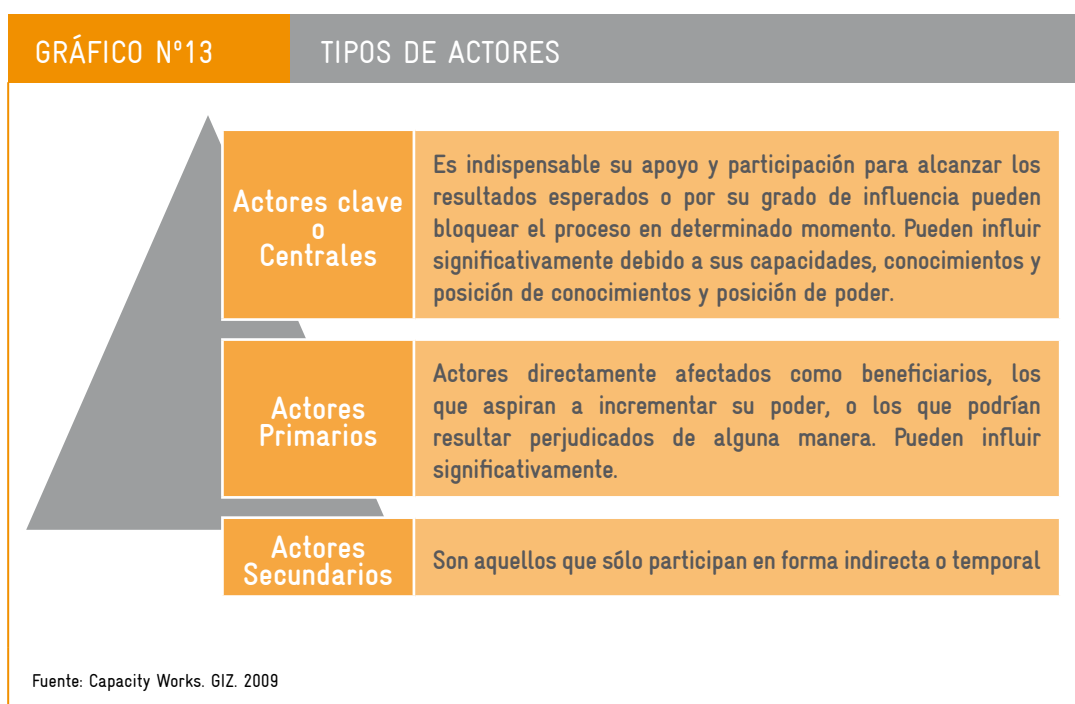 GRÁFICO Nº13
TIPOS DE ACTORES
Actores clave
o
Centrales
Es indispensable su apoyo y participación para alcanzar los
resultados esperados o por su grado de influencia pueden
bloquear el proceso en determinado momento. Pueden influir
significativamente debido a sus capacidades, conocimientos y
posición de conocimientos y posición de poder.
Actores
Primarios
Actores directamente afectados como beneficiarios, los
que aspiran a incrementar su poder, o los que podrían
resultar perjudicados de alguna manera. Pueden influir
significativamente.
Actores
Secundarios
Son aquellos que sólo participan en forma indirecta o temporal
Fuente: Capacity Works. GIZ. 2009